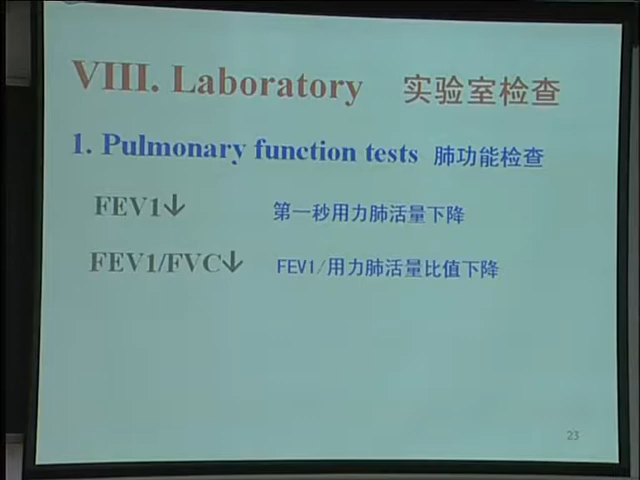 VIII. Laboratory 实验室检查
1. Pulmonary function tests 肺功能检查
FEV1↓ 第一秒用力肺活量下降
FEV1/FVC↓ FEV1/用力肺活量比值下降
23